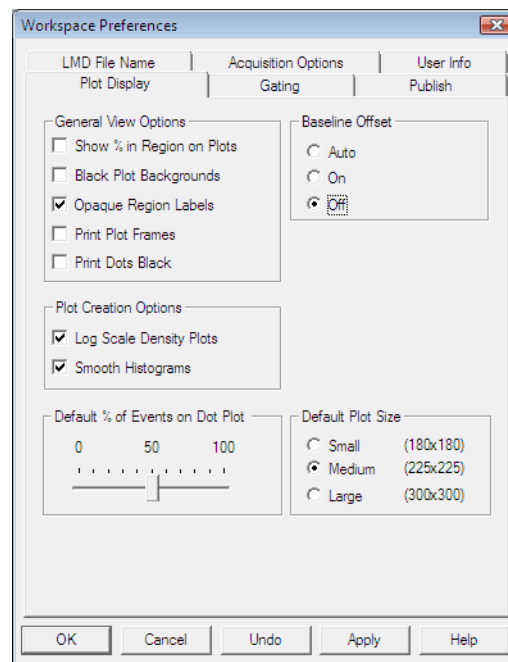 Workspace Preferences
LMD File Name Acquisition Options User Info
Plot Display Gating Publish
General View Options
Show % in Region on Plots
Black Plot Backgrounds
Opaque Region Labels
Print Plot Frames
Print Dots Black
Baseline Offset
Auto
On
Off
Plot Creation Options
Log Scale Density Plots
Smooth Histograms
Default % of Events on Dot Plot
0 50 100
Default Plot Size
Small (180x180)
Medium (225x225)
Large (300x300)
OK Cancel Undo Apply Help